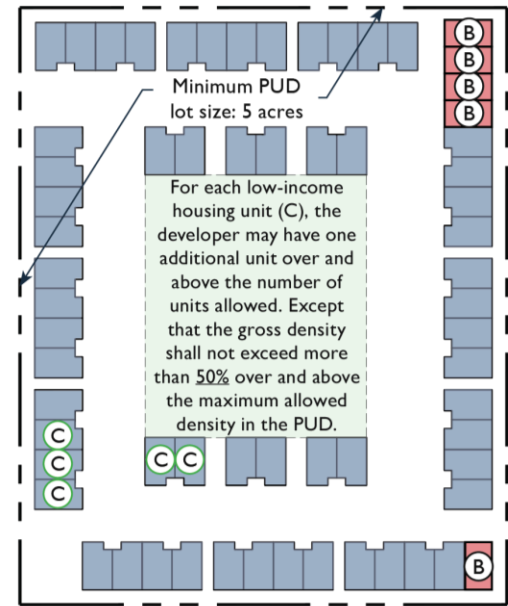 B
B
B
B
Minimum PUD
lot size: 5 acres
For each low-income
housing unit (C), the
developer may have one
additional unit over and
above the number of
units allowed. Except
that the gross density
shall not exceed more
than 50% over and above
the maximum allowed
density in the PUD.
C
C
C
C C
B